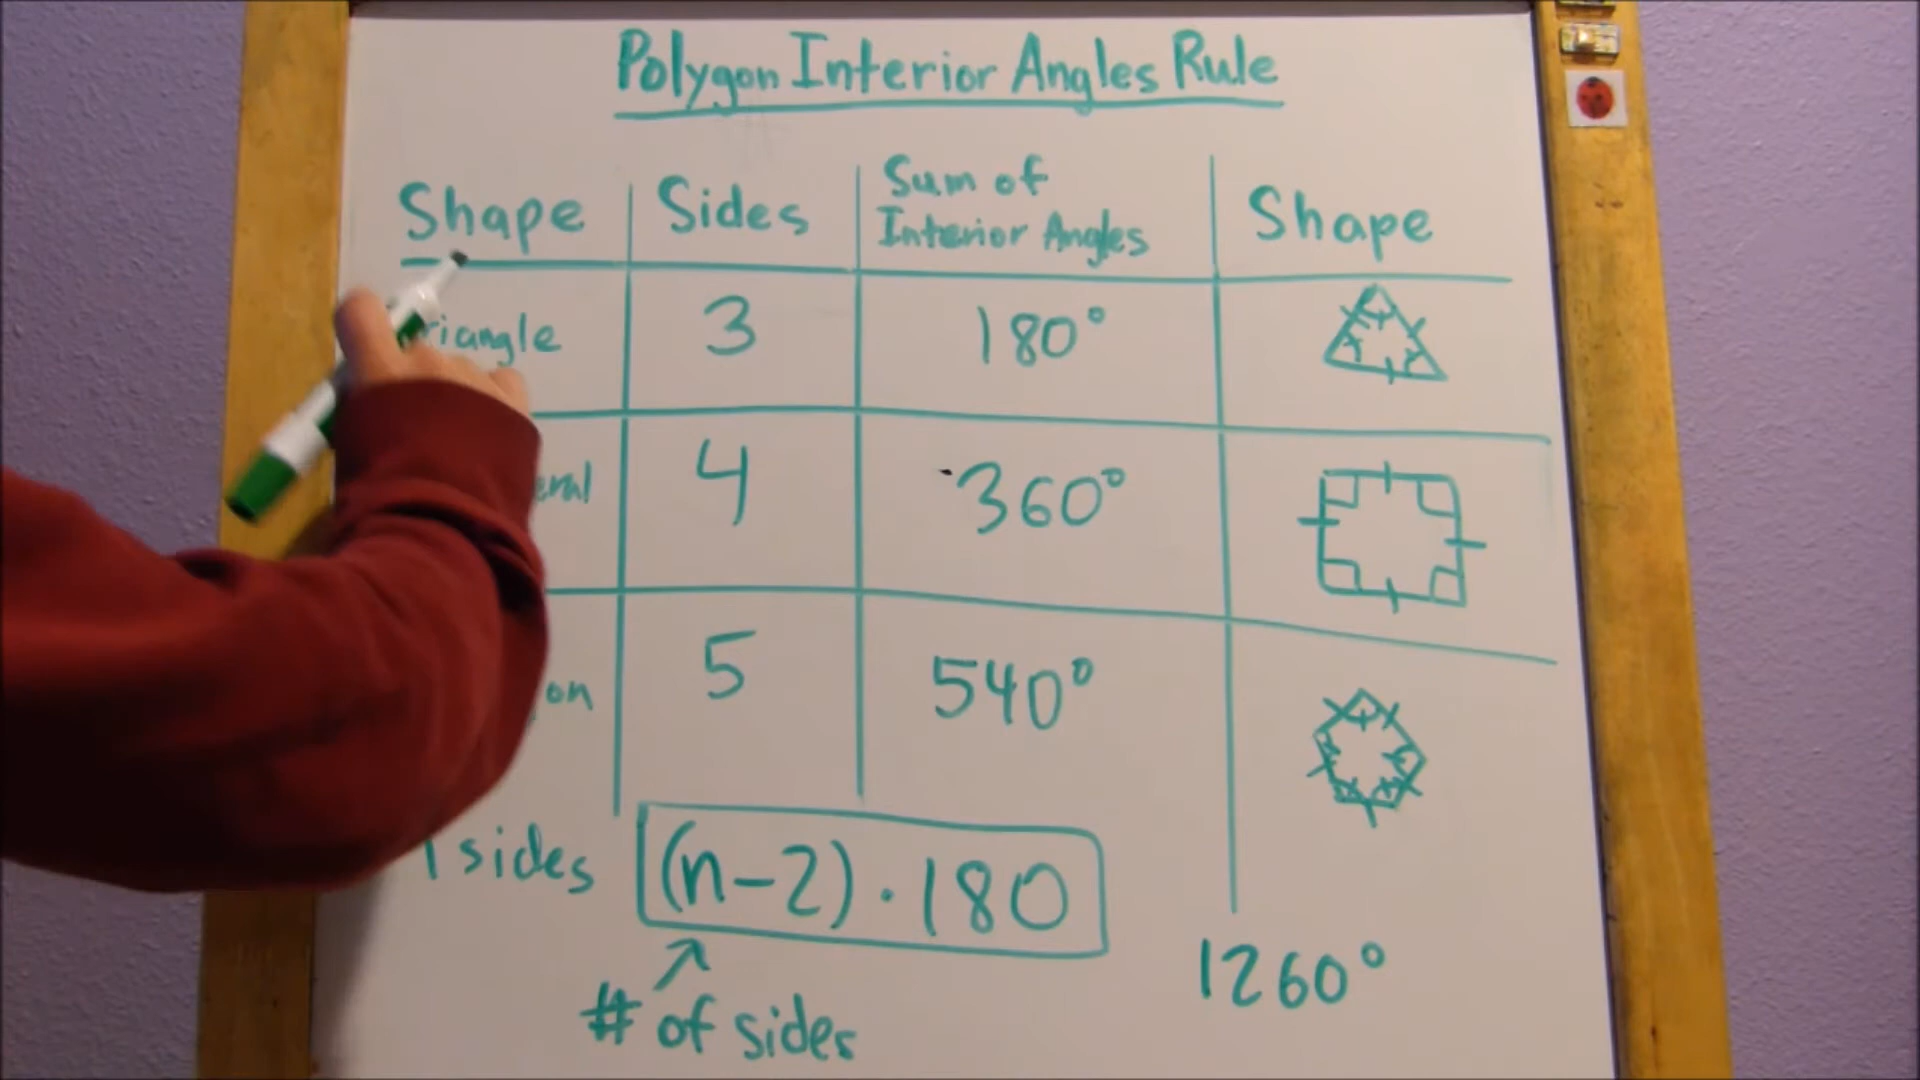 Polygon Interior Angles Rule
Shape Sides Sum of Interior Angles Shape
riangle 3 180°
eral 4 360°
on 5 540°
sides (n-2) · 180
1260°
# of sides